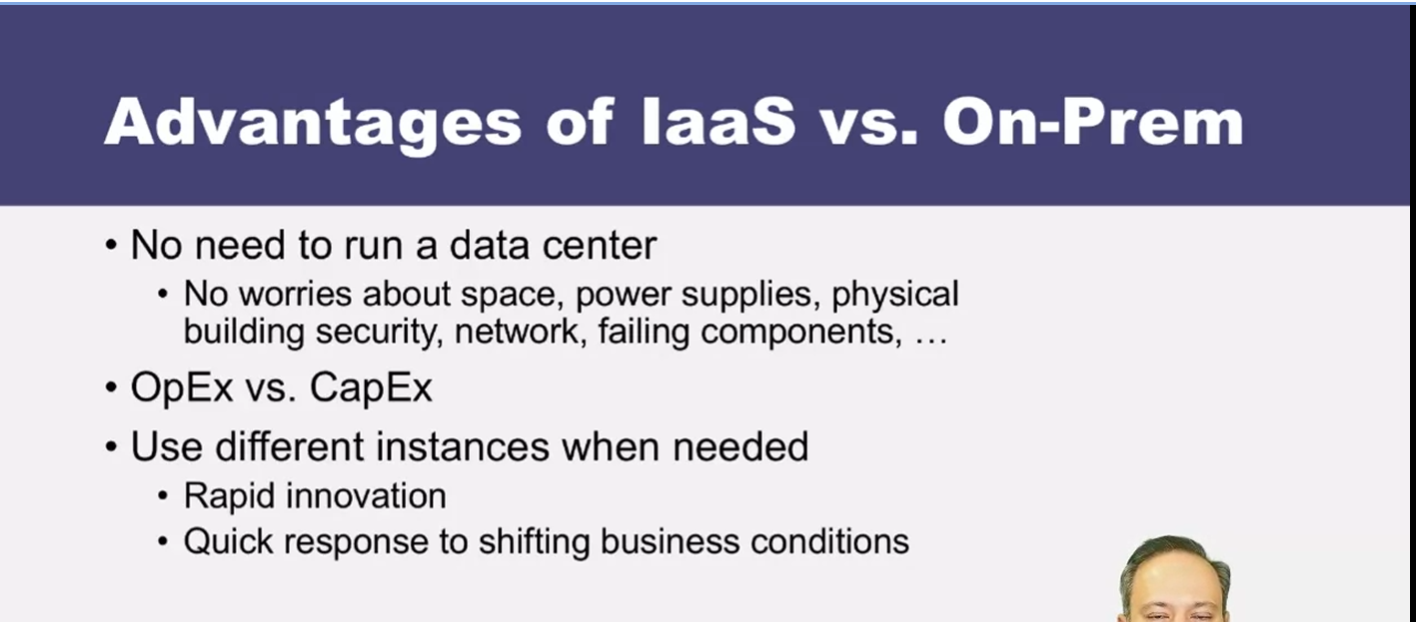 Advantages of IaaS vs. On-Prem
• No need to run a data center
• No worries about space, power supplies, physical
building security, network, failing components, …
• OpEx vs. CapEx
• Use different instances when needed
• Rapid innovation
• Quick response to shifting business conditions